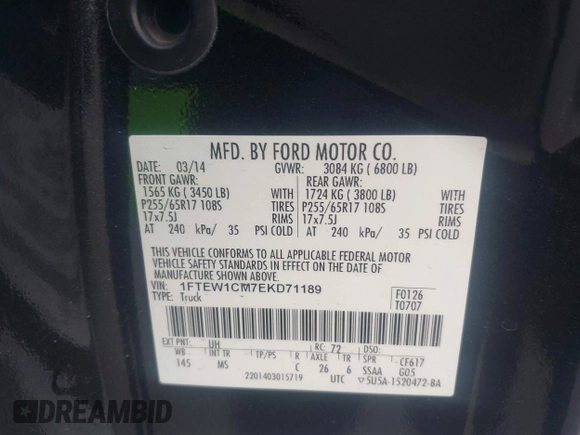 MFD. BY FORD MOTOR CO.
DATE: 03/14 GVWR: 3084 KG ( 6800 LB)
FRONT GAWR: REAR GAWR:
1565 KG ( 3450 LB) WITH 1724 KG ( 3800 LB) WITH
P255/65R17 108S TIRES P255/65R17 108S TIRES
17x7.5J RIMS 17x7.5J RIMS
AT 240 kPa/ 35 PSI COLD AT 240 kPa/ 35 PSI COLD
THIS VEHICLE CONFORMS TO ALL APPLICABLE FEDERAL MOTOR
VEHICLE SAFETY STANDARDS IN EFFECT ON THE DATE OF
MANUFACTURE SHOWN ABOVE.
VIN: 1FTEW1CM7EKD71189 F0126
TYPE: Truck T0707
EXT PNT: UH RC: 72 DSO:
WB INT TR TP/PS R AXLE TR SPR CF617
145 MS C 26 6 SSAA G05
2201403015719 UTC 5U5A-1520472-BA
DREAMBID